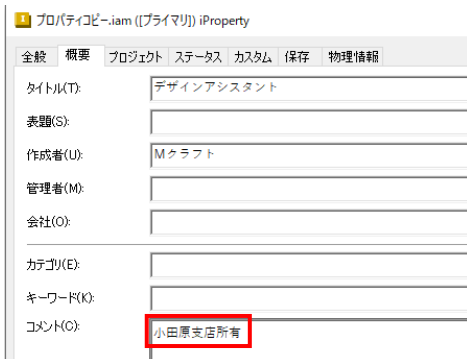 プロパティコピー.iam ([プライマリ]) iProperty
全般 概要 プロジェクト ステータス カスタム 保存 物理情報
タイトル(T): デザインアシスタント
表題(S):
作成者(U): Mクラフト
管理者(M):
会社(O):
カテゴリ(E):
キーワード(K):
コメント(C): 小田原支店所有